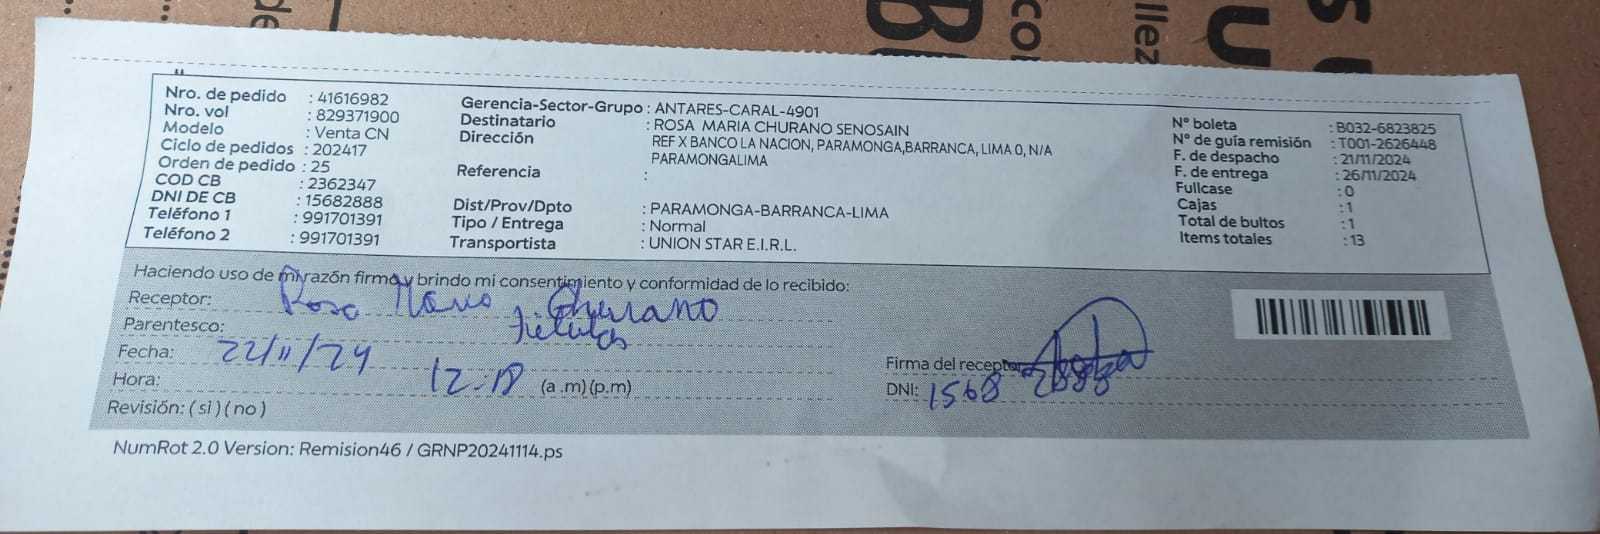 Nro. de pedido : 41616982
Nro. vol : 829371900
Modelo : Venta CN
Ciclo de pedidos : 202417
Orden de pedido : 25
COD CB : 2362347
DNI DE CB : 15682888
Teléfono 1 : 991701391
Teléfono 2 : 991701391
Gerencia-Sector-Grupo : ANTARES-CARAL-4901
Destinatario : ROSA MARIA CHURANO SENOSAIN
Dirección REF X BANCO LA NACION, PARAMONGA,BARRANCA, LIMA 0, N/A
PARAMONGALIMA
Referencia :
Dist/Prov/Dpto : PARAMONGA-BARRANCA-LIMA
Tipo / Entrega : Normal
Transportista : UNION STAR E.I.R.L.
N° boleta : B032-6823825
N° de guía remisión : T001-2626448
F. de despacho : 21/11/2024
F. de entrega : 26/11/2024
Fullcase : 0
Cajas : 1
Total de bultos : 1
Items totales : 13
Haciendo uso de mi razón firmo y brindo mi consentimiento y conformidad de lo recibido:
Receptor: Rosa Maria Churano
Parentesco: Titular
Fecha: 22/11/24
Hora: 12:18 (a .m)(p.m)
Revisión: ( si ) ( no )
Firma del receptor
DNI: 1568 2888
NumRot 2.0 Version: Remision46 / GRNP20241114.ps